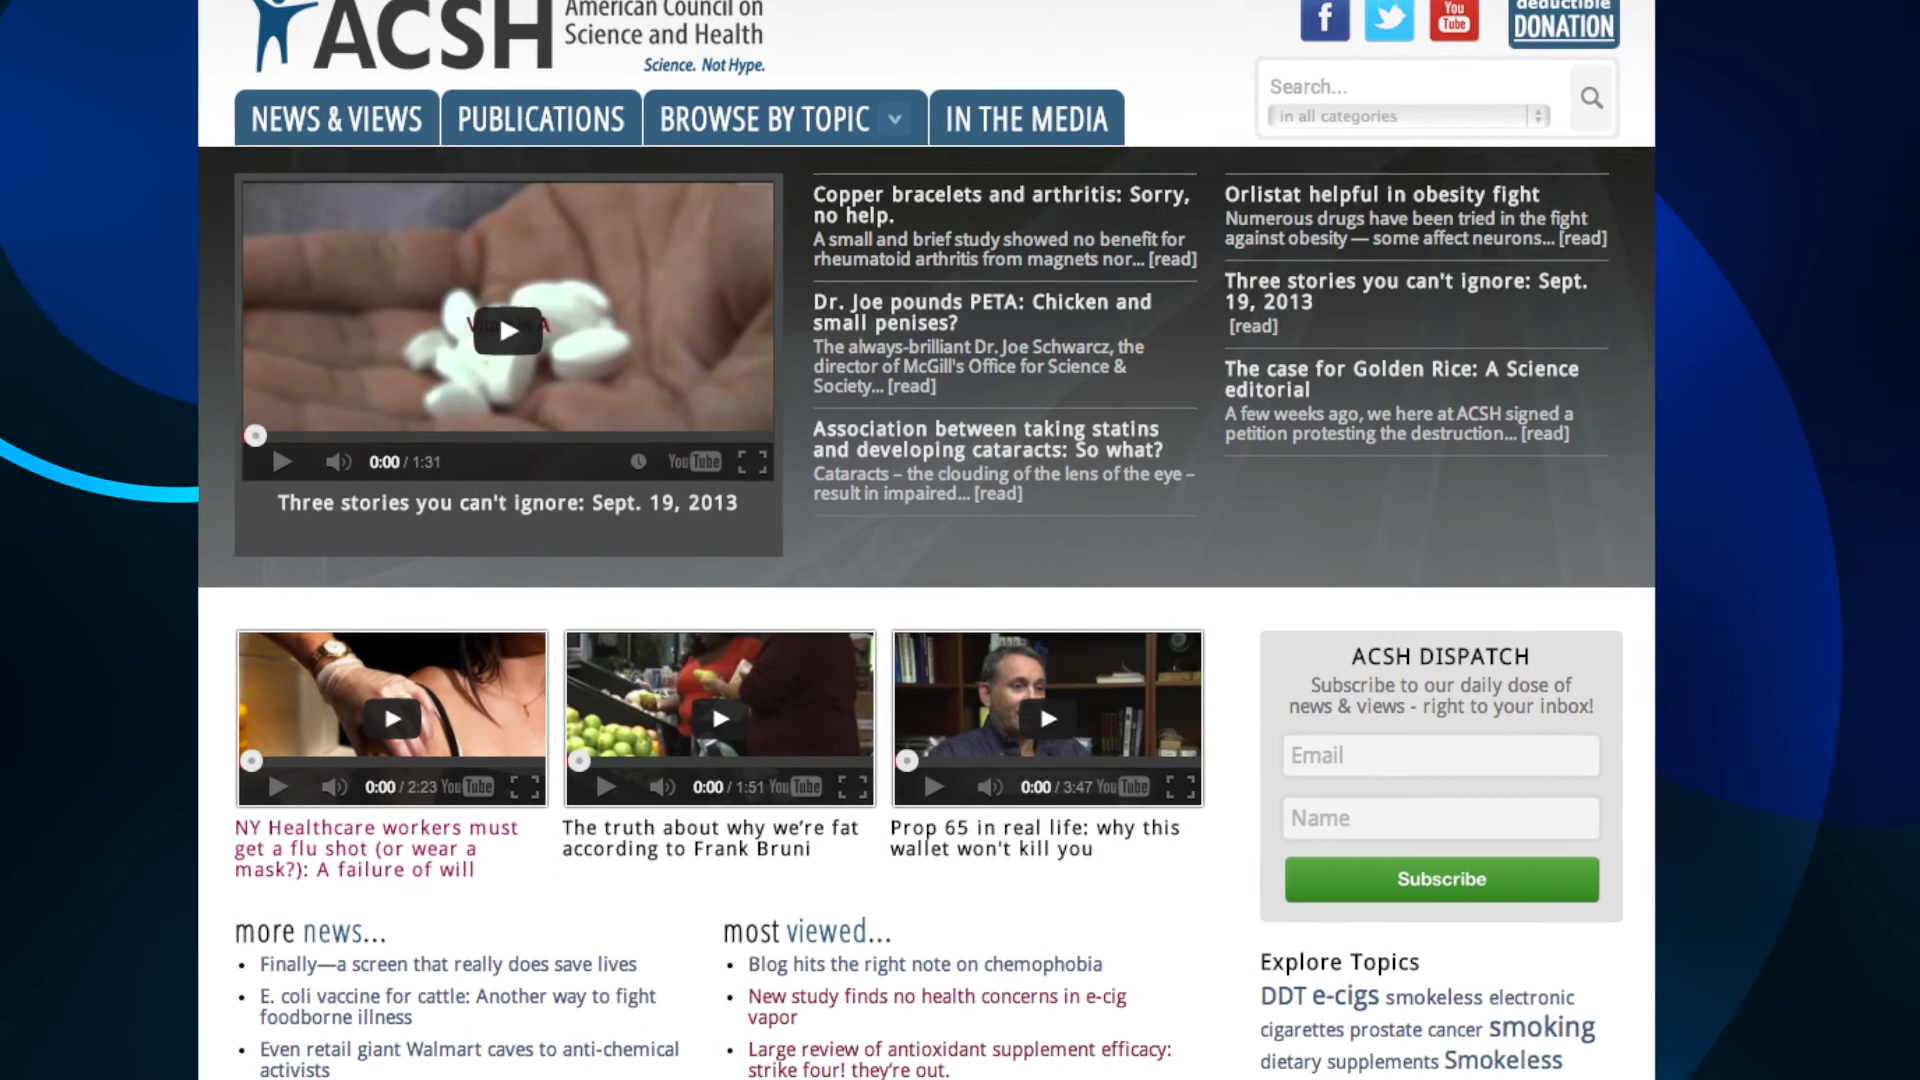 ACSH
American Council on
Science and Health
Science. Not Hype.
f
You
Tube
deductible
DONATION
Search...
in all categories
NEWS & VIEWS
PUBLICATIONS
BROWSE BY TOPIC
IN THE MEDIA
0:00 / 1:31
YouTube
Three stories you can't ignore: Sept. 19, 2013
Copper bracelets and arthritis: Sorry,
no help.
A small and brief study showed no benefit for
rheumatoid arthritis from magnets nor... [read]
Dr. Joe pounds PETA: Chicken and
small penises?
The always-brilliant Dr. Joe Schwarcz, the
director of McGill's Office for Science &
Society... [read]
Association between taking statins
and developing cataracts: So what?
Cataracts – the clouding of the lens of the eye –
result in impaired... [read]
Orlistat helpful in obesity fight
Numerous drugs have been tried in the fight
against obesity — some affect neurons... [read]
Three stories you can't ignore: Sept.
19, 2013
[read]
The case for Golden Rice: A Science
editorial
A few weeks ago, we here at ACSH signed a
petition protesting the destruction... [read]
0:00 / 2:23 YouTube
NY Healthcare workers must
get a flu shot (or wear a
mask?): A failure of will
0:00 / 1:51 YouTube
The truth about why we’re fat
according to Frank Bruni
0:00 / 3:47 YouTube
Prop 65 in real life: why this
wallet won't kill you
ACSH DISPATCH
Subscribe to our daily dose of
news & views - right to your inbox!
Email
Name
Subscribe
more news...
• Finally—a screen that really does save lives
• E. coli vaccine for cattle: Another way to fight
foodborne illness
• Even retail giant Walmart caves to anti-chemical
activists
most viewed...
• Blog hits the right note on chemophobia
• New study finds no health concerns in e-cig
vapor
• Large review of antioxidant supplement efficacy:
strike four! they’re out.
Explore Topics
DDT e-cigs smokeless electronic
cigarettes prostate cancer smoking
dietary supplements Smokeless